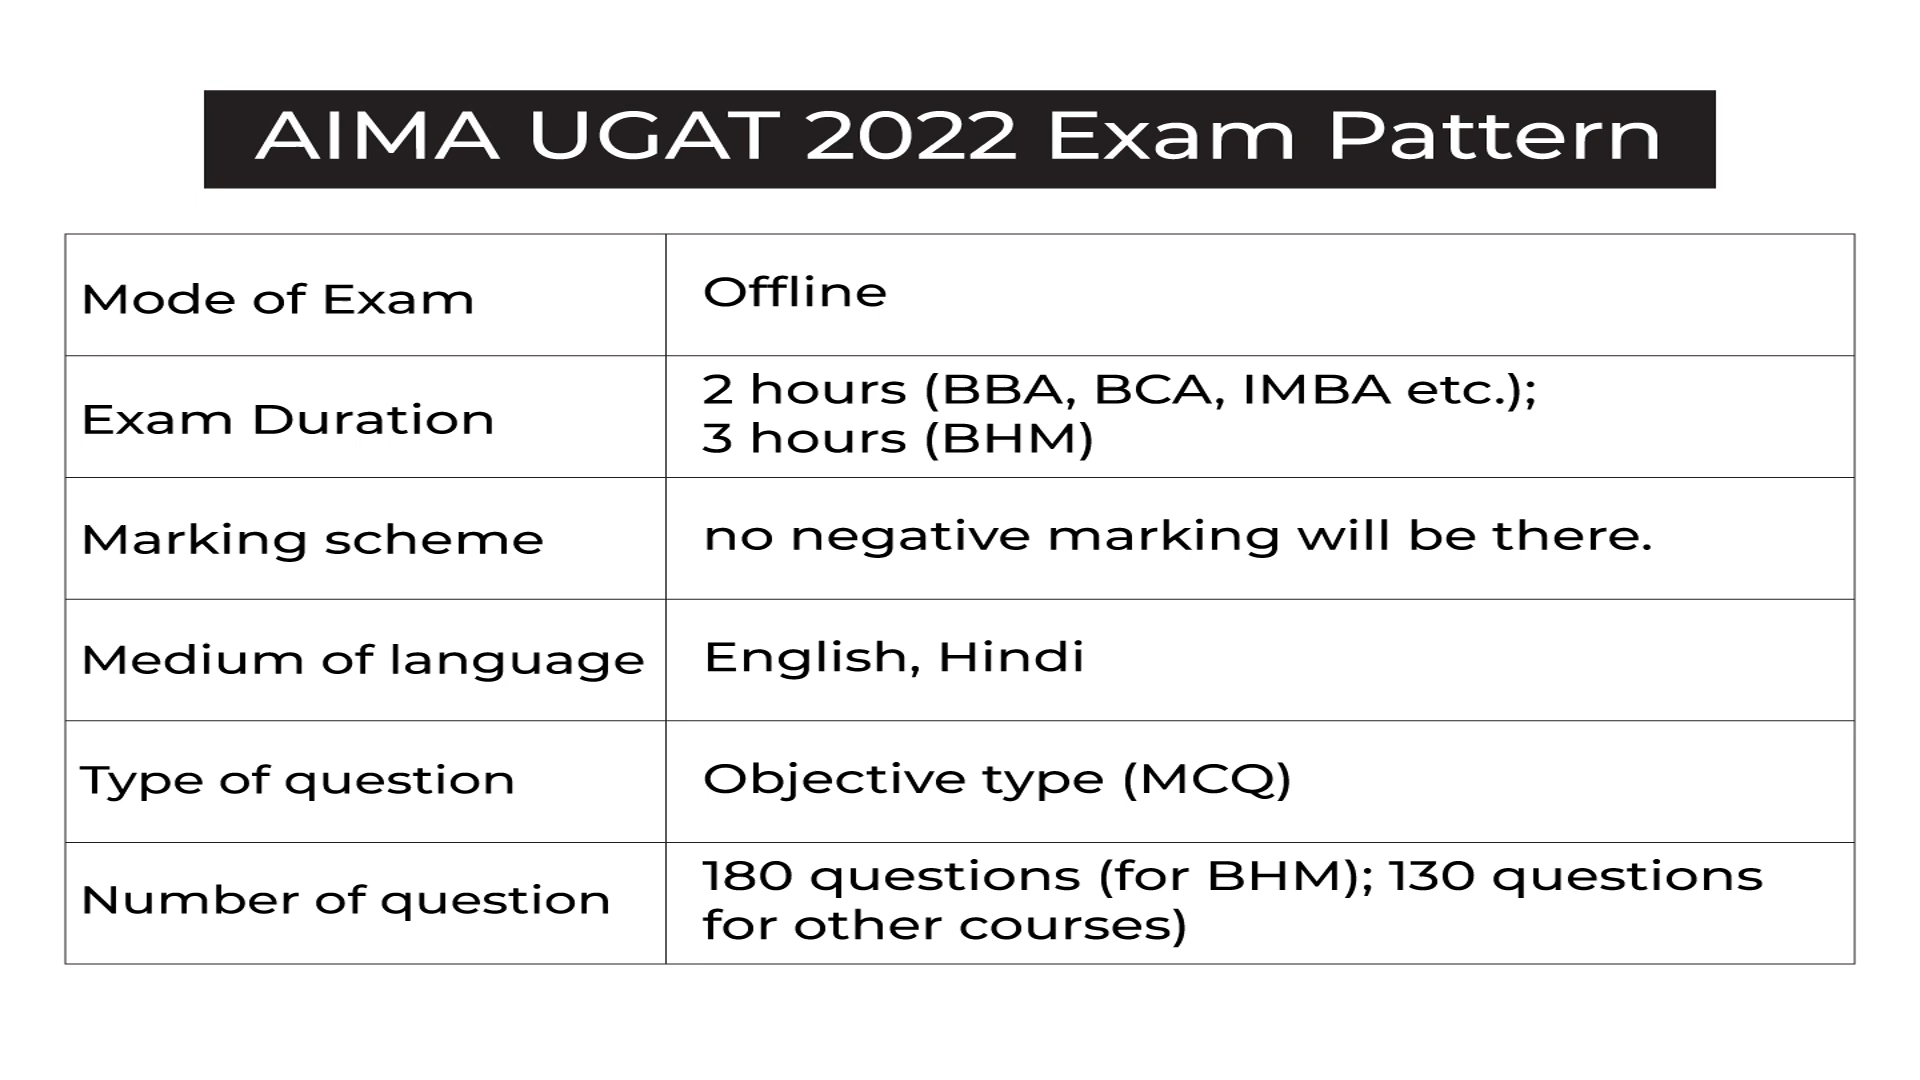 AIMA UGAT 2022 Exam Pattern
Mode of Exam
Offline
Exam Duration
2 hours (BBA, BCA, IMBA etc.);
3 hours (BHM)
Marking scheme
no negative marking will be there.
Medium of language
English, Hindi
Type of question
Objective type (MCQ)
Number of question
180 questions (for BHM); 130 questions
for other courses)